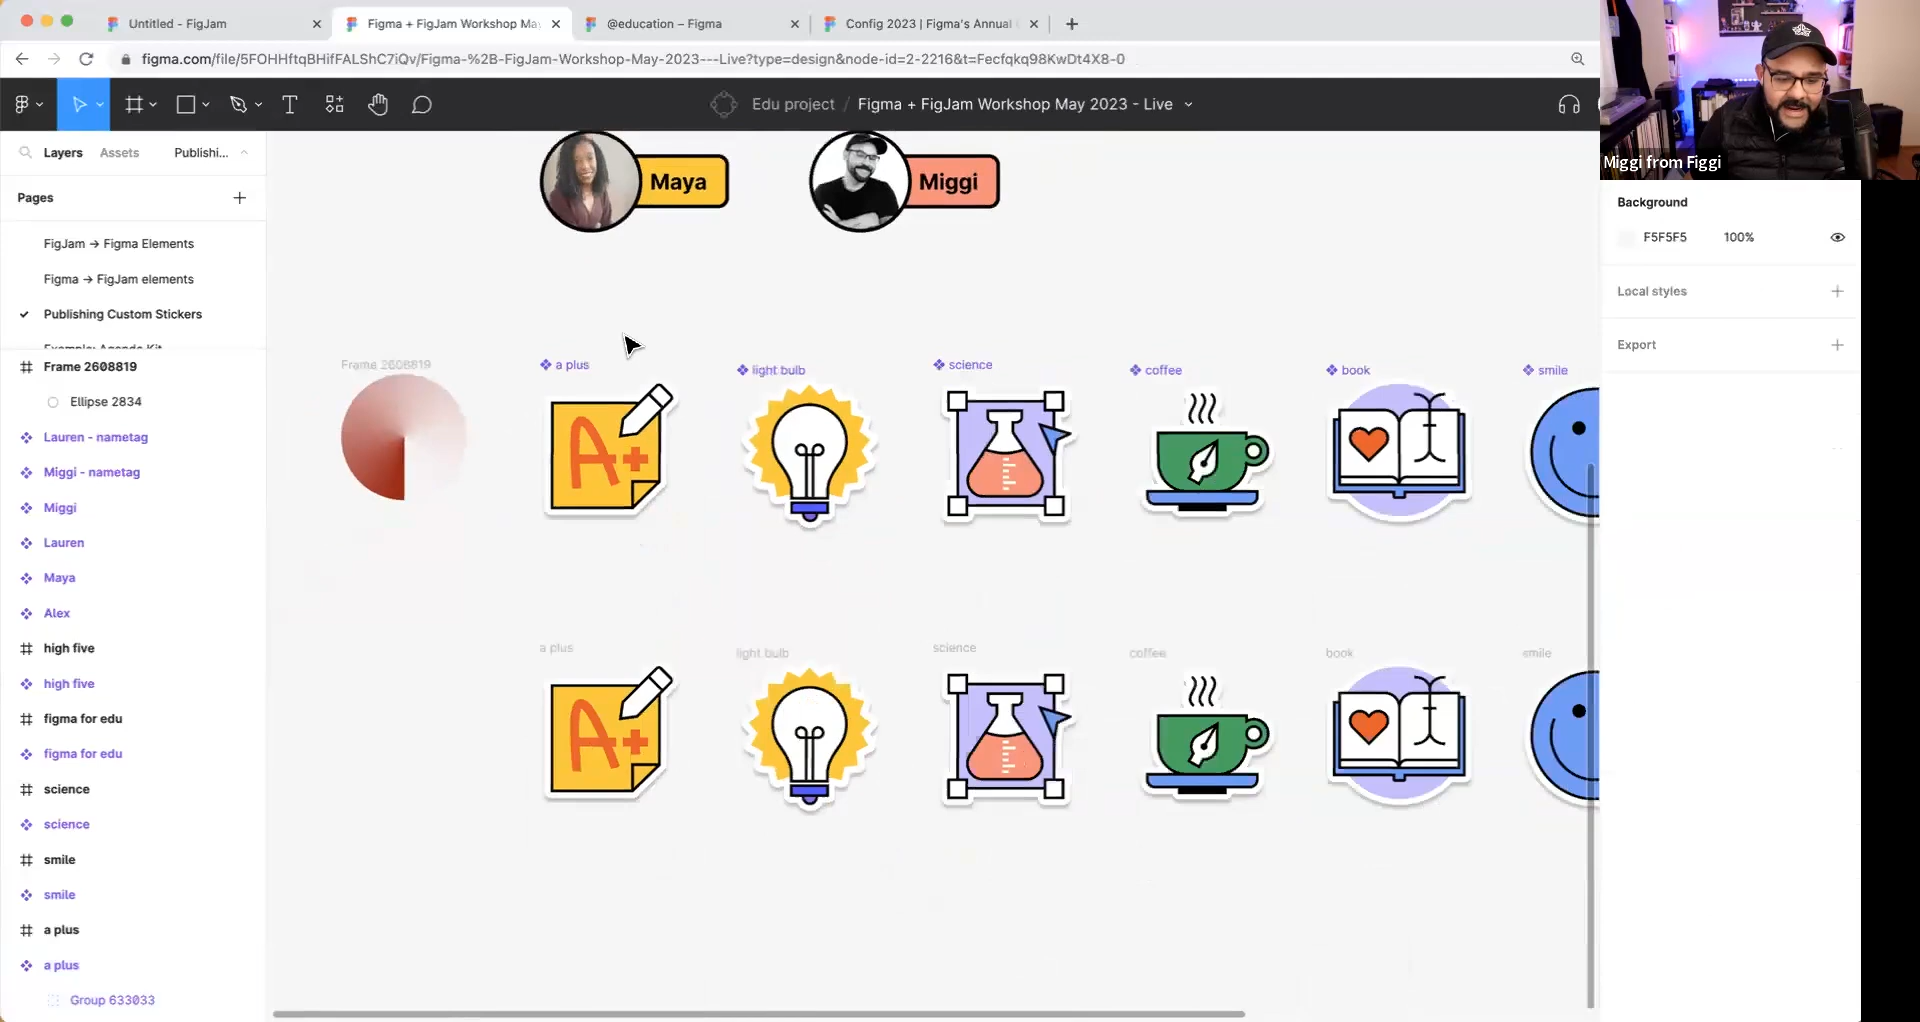 Untitled - FigJam
Figma + FigJam Workshop May
@education – Figma
Config 2023 | Figma's Annual
figma.com/file/5FOHHftqBHifFALShC7iQv/Figma-%2B-FigJam-Workshop-May-2023---Live?type=design&node-id=2-2216&t=Fecfqkq98KwDt4X8-0
Edu project / Figma + FigJam Workshop May 2023 - Live
Miggi from Figgi
Layers
Assets
Publishi...
Pages
FigJam → Figma Elements
Figma → FigJam elements
Publishing Custom Stickers
Example: Agenda Kit
Frame 2608819
Ellipse 2834
Lauren - nametag
Miggi - nametag
Miggi
Lauren
Maya
Alex
high five
high five
figma for edu
figma for edu
science
science
smile
smile
a plus
a plus
Group 633033
Maya
Miggi
Frame 2608819
a plus
light bulb
science
coffee
book
smile
A+
a plus
light bulb
science
coffee
book
smile
A+
Background
F5F5F5
100%
Local styles
Export